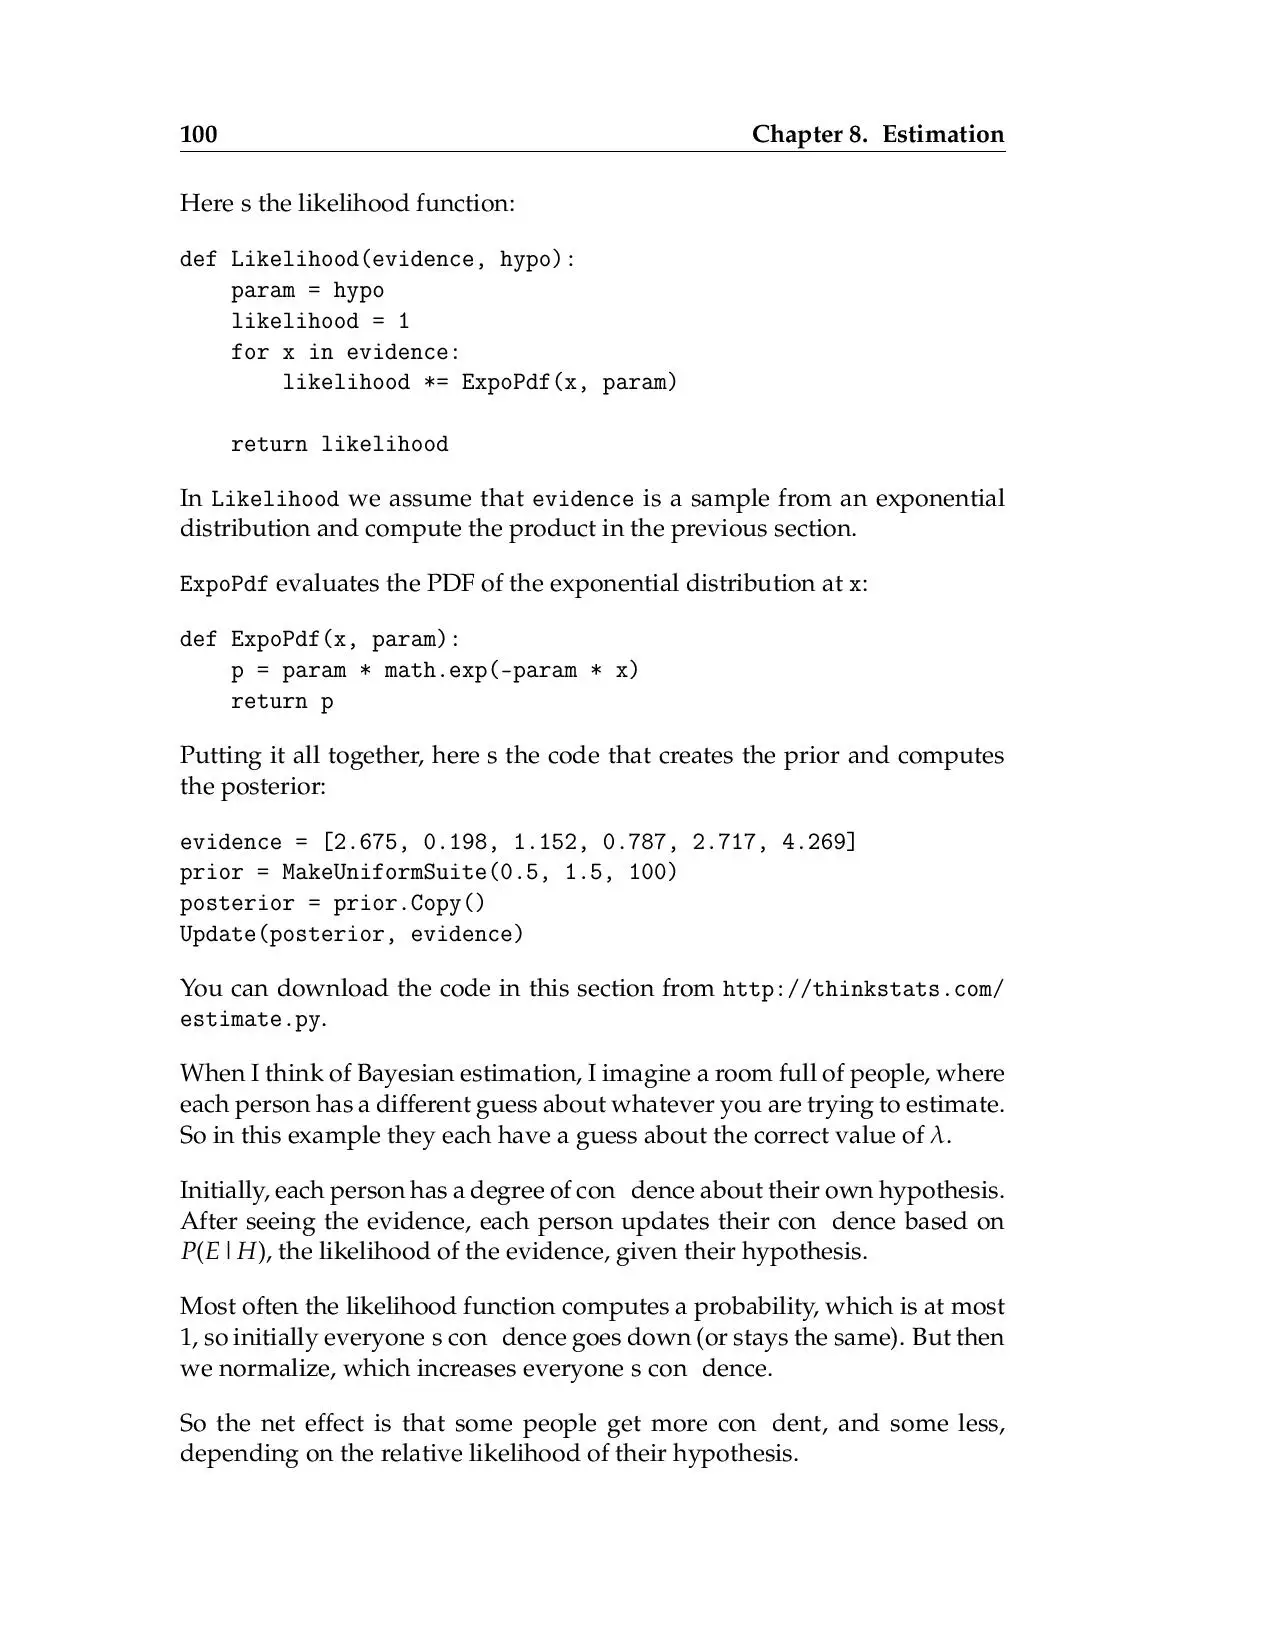 100 Chapter 8. Estimation
Here s the likelihood function:
def Likelihood(evidence, hypo):
    param = hypo
    likelihood = 1
    for x in evidence:
        likelihood *= ExpoPdf(x, param)
    return likelihood
In Likelihood we assume that evidence is a sample from an exponential
distribution and compute the product in the previous section.
ExpoPdf evaluates the PDF of the exponential distribution at x:
def ExpoPdf(x, param):
    p = param * math.exp(-param * x)
    return p
Putting it all together, here s the code that creates the prior and computes
the posterior:
evidence = [2.675, 0.198, 1.152, 0.787, 2.717, 4.269]
prior = MakeUniformSuite(0.5, 1.5, 100)
posterior = prior.Copy()
Update(posterior, evidence)
You can download the code in this section from http://thinkstats.com/
estimate.py.
When I think of Bayesian estimation, I imagine a room full of people, where
each person has a different guess about whatever you are trying to estimate.
So in this example they each have a guess about the correct value of λ.
Initially, each person has a degree of con dence about their own hypothesis.
After seeing the evidence, each person updates their con dence based on
P(E | H), the likelihood of the evidence, given their hypothesis.
Most often the likelihood function computes a probability, which is at most
1, so initially everyone s con dence goes down (or stays the same). But then
we normalize, which increases everyone s con dence.
So the net effect is that some people get more con dent, and some less,
depending on the relative likelihood of their hypothesis.